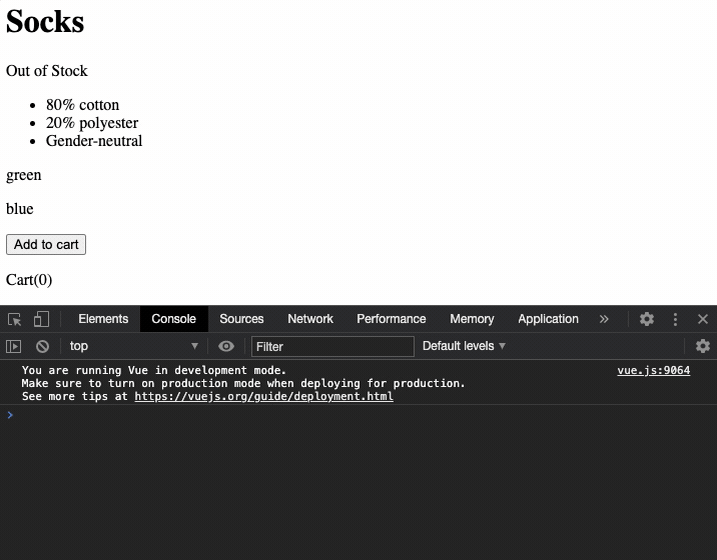 Socks
Out of Stock
80% cotton
20% polyester
Gender-neutral
green
blue
Add to cart
Cart(0)
Elements Console Sources Network Performance Memory Application »
top Filter Default levels
You are running Vue in development mode. vue.js:9064
Make sure to turn on production mode when deploying for production.
See more tips at https://vuejs.org/guide/deployment.html